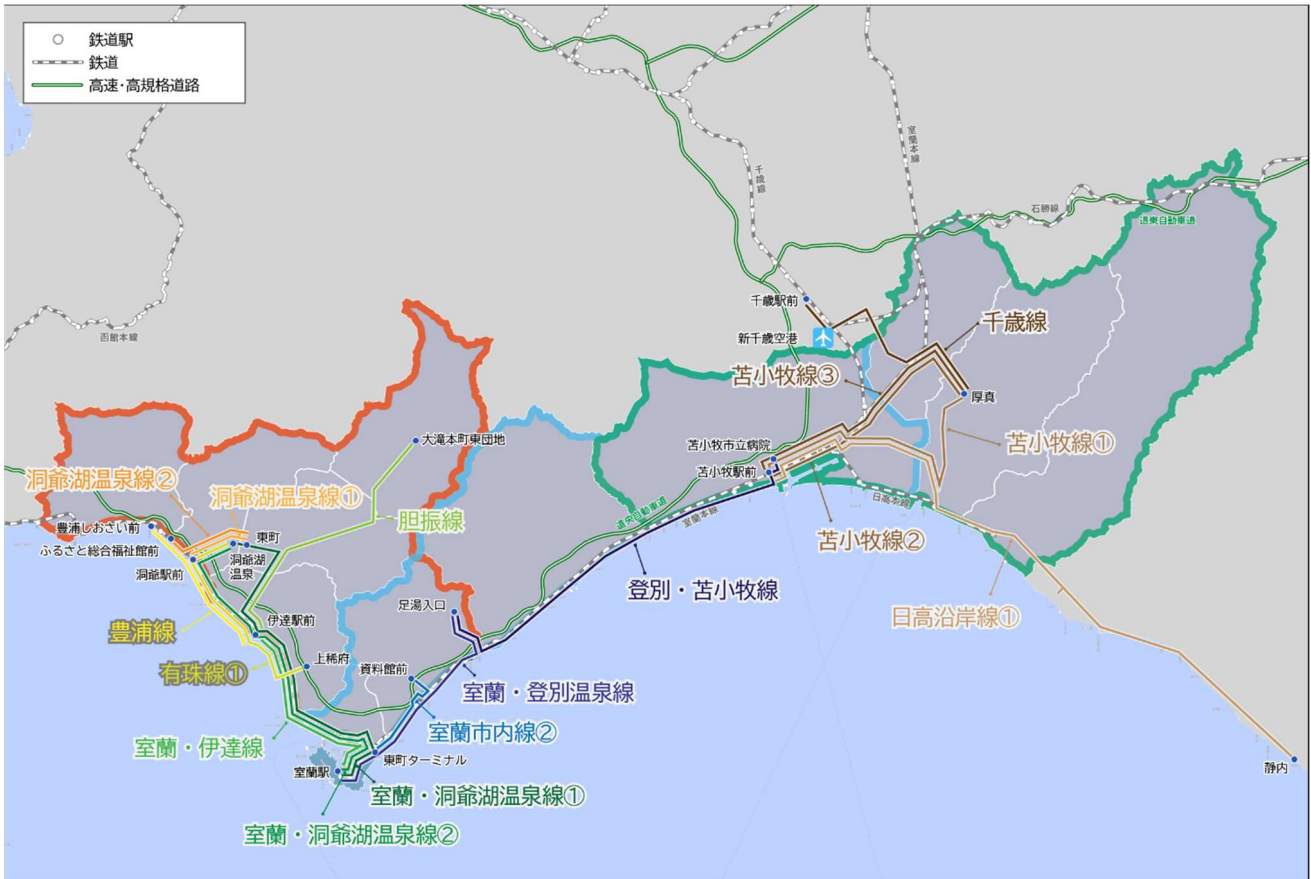 鉄道駅
鉄道
高速・高規格道路
函館本線
千歳線
室蘭本線
石勝線
道東自動車道
千歳駅前
新千歳空港
千歳線
苫小牧線③
厚真
苫小牧線①
苫小牧市立病院
苫小牧駅前
日高本線
道央自動車道
室蘭本線
苫小牧線②
登別・苫小牧線
日高沿岸線①
静内
大滝本町東団地
洞爺湖温泉線②
洞爺湖温泉線①
胆振線
豊浦しおさい前
ふるさと総合福祉館前
洞爺駅前
東町
洞爺湖
温泉
伊達駅前
豊浦線
有珠線①
上稀府
足湯入口
資料館前
室蘭・登別温泉線
室蘭市内線②
室蘭・伊達線
東町ターミナル
室蘭駅
室蘭・洞爺湖温泉線①
室蘭・洞爺湖温泉線②